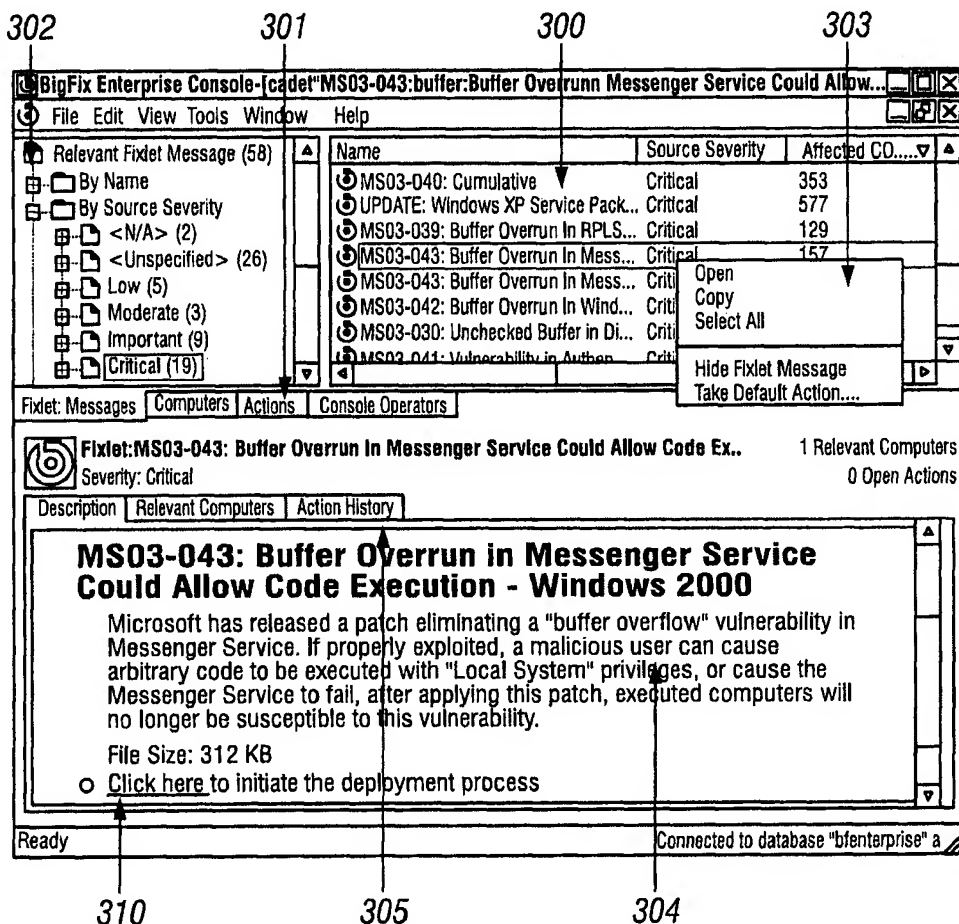 302 301 300 303
BigFix Enterprise Console-[cadet"MS03-043:buffer:Buffer Overrunn Messenger Service Could Allow...
File Edit View Tools Window Help
Relevant Fixlet Message (58)
By Name
By Source Severity
<N/A> (2)
<Unspecified> (26)
Low (5)
Moderate (3)
Important (9)
Critical (19)
Name Source Severity Affected CO.....
MS03-040: Cumulative Critical 353
UPDATE: Windows XP Service Pack... Critical 577
MS03-039: Buffer Overrun In RPLS... Critical 129
MS03-043: Buffer Overrun In Mess... Critical 157
MS03-043: Buffer Overrun In Mess... Criti
MS03-042: Buffer Overrun In Wind... Criti
MS03-030: Unchecked Buffer in Di... Criti
MS03-041: Vulnerability in Authen Criti
Open
Copy
Select All
Hide Fixlet Message
Take Default Action....
Fixlet: Messages Computers Actions Console Operators
Fixlet:MS03-043: Buffer Overrun In Messenger Service Could Allow Code Ex.. 1 Relevant Computers
Severity: Critical 0 Open Actions
Description Relevant Computers Action History
MS03-043: Buffer Overrun in Messenger Service
Could Allow Code Execution - Windows 2000
Microsoft has released a patch eliminating a "buffer overflow" vulnerability in
Messenger Service. If properly exploited, a malicious user can cause
arbitrary code to be executed with "Local System" privileges, or cause the
Messenger Service to fail, after applying this patch, executed computers will
no longer be susceptible to this vulnerability.
File Size: 312 KB
Click here to initiate the deployment process
Ready Connected to database "bfenterprise" a
310 305 304